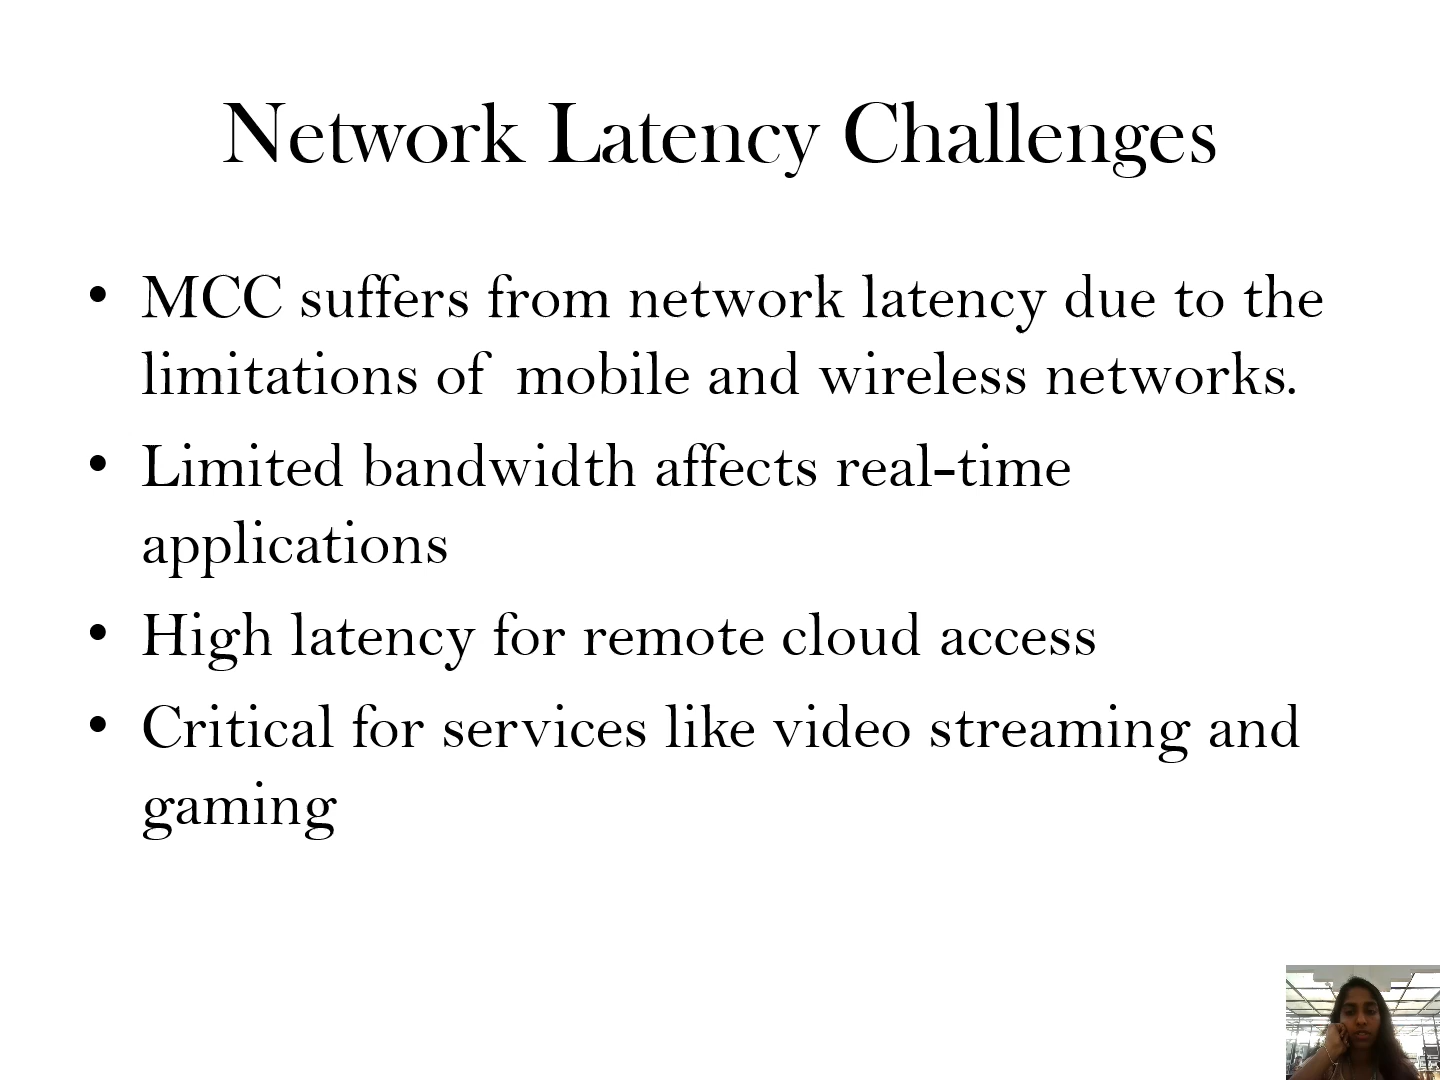 Network Latency Challenges
• MCC suffers from network latency due to the
limitations of mobile and wireless networks.
• Limited bandwidth affects real-time
applications
• High latency for remote cloud access
• Critical for services like video streaming and
gaming